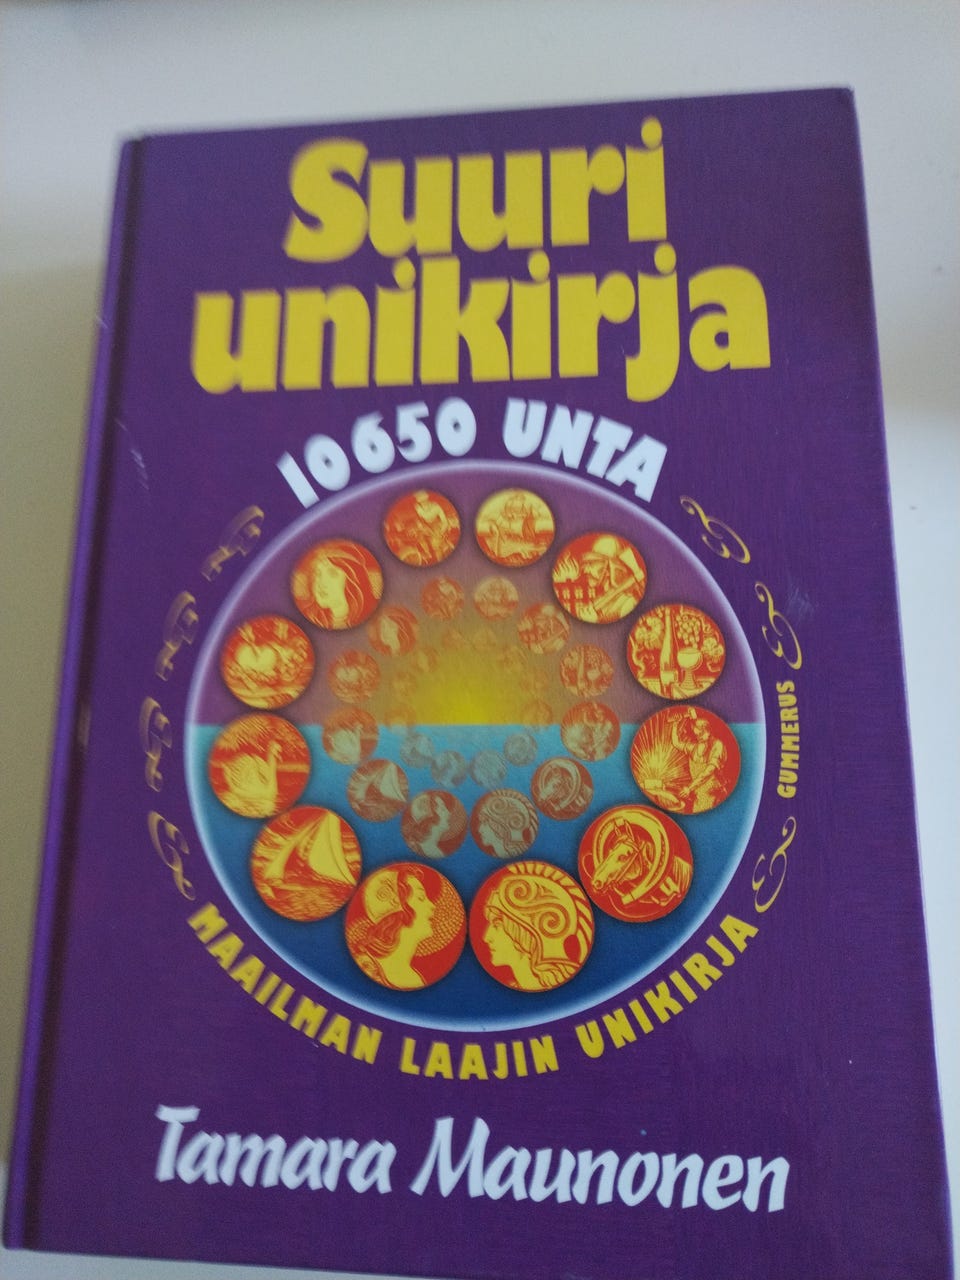 Suuri
unikirja
10650 UNTA
GUMMERUS
MAAILMAN LAAJIN UNIKIRJA
Tamara Maunonen